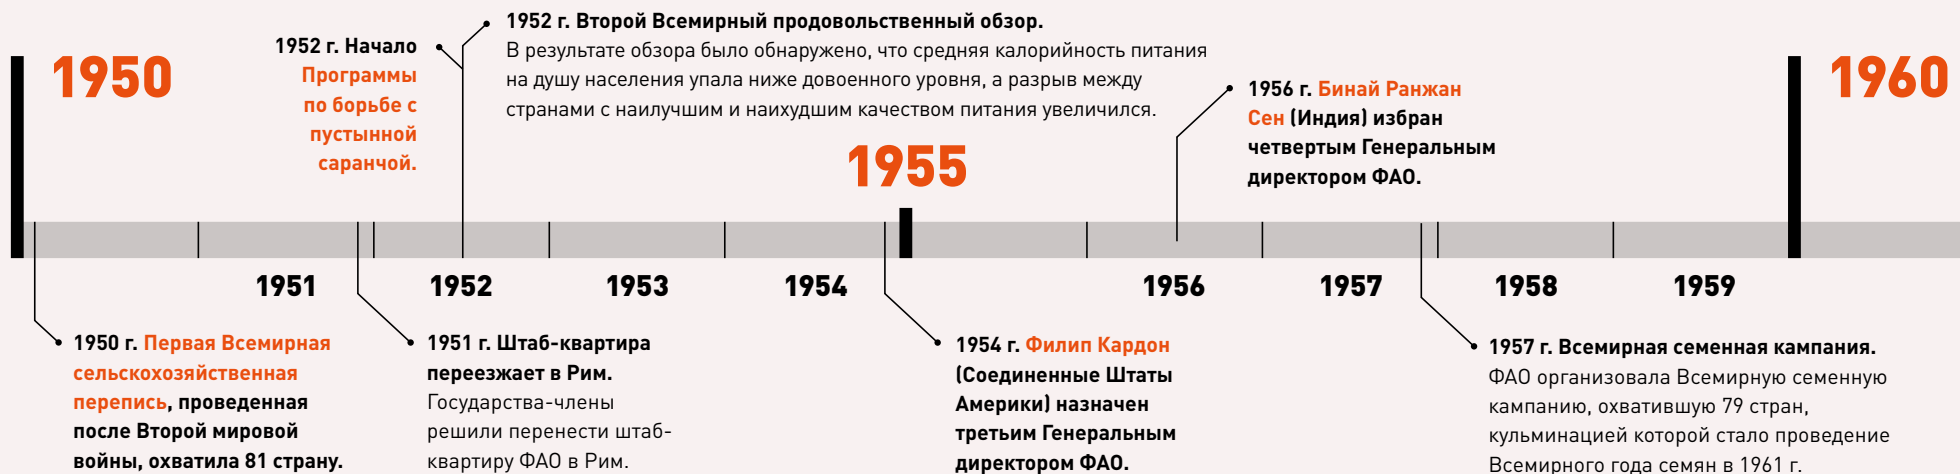 1950
1952 г. Начало
Программы
по борьбе с
пустынной
саранчой.
1952 г. Второй Всемирный продовольственный обзор.
В результате обзора было обнаружено, что средняя калорийность питания
на душу населения упала ниже довоенного уровня, а разрыв между
странами с наилучшим и наихудшим качеством питания увеличился.
1955
1956 г. Бинай Ранжан
Сен (Индия) избран
четвертым Генеральным
директором ФАО.
1960
1951
1952
1953
1954
1956
1957
1958
1959
1950 г. Первая Всемирная
сельскохозяйственная
перепись, проведенная
после Второй мировой
войны, охватила 81 страну.
1951 г. Штаб-квартира
переезжает в Рим.
Государства-члены
решили перенести штаб-
квартиру ФАО в Рим.
1954 г. Филип Кардон
(Соединенные Штаты
Америки) назначен
третьим Генеральным
директором ФАО.
1957 г. Всемирная семенная кампания.
ФАО организовала Всемирную семенную
кампанию, охватившую 79 стран,
кульминацией которой стало проведение
Всемирного года семян в 1961 г.